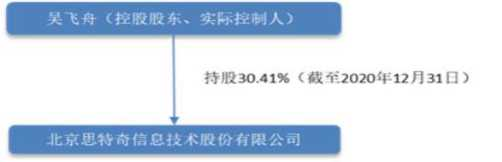 吴飞舟（控股股东、实际控制人）
持股30.41%（截至2020年12月31日）
北京思特奇信息技术股份有限公司